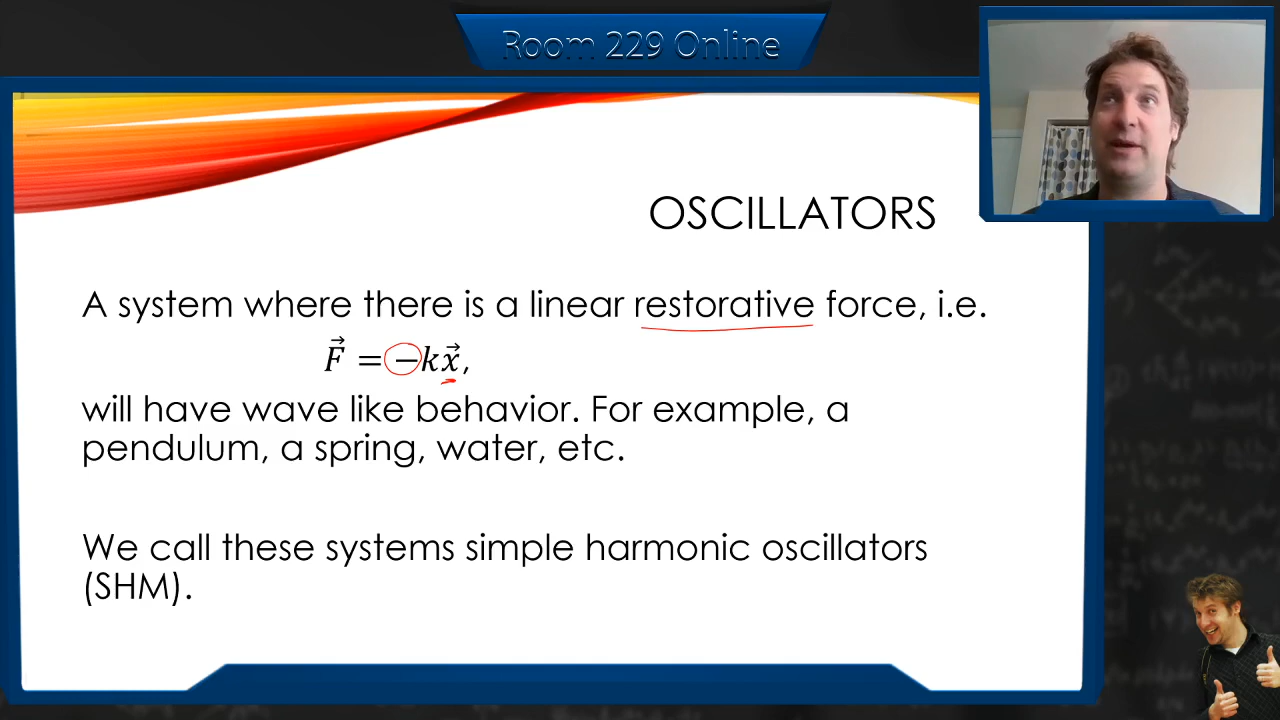 Room 229 Online
OSCILLATORS
A system where there is a linear restorative force, i.e.
F⃗ = −kx⃗,
will have wave like behavior. For example, a
pendulum, a spring, water, etc.
We call these systems simple harmonic oscillators
(SHM).